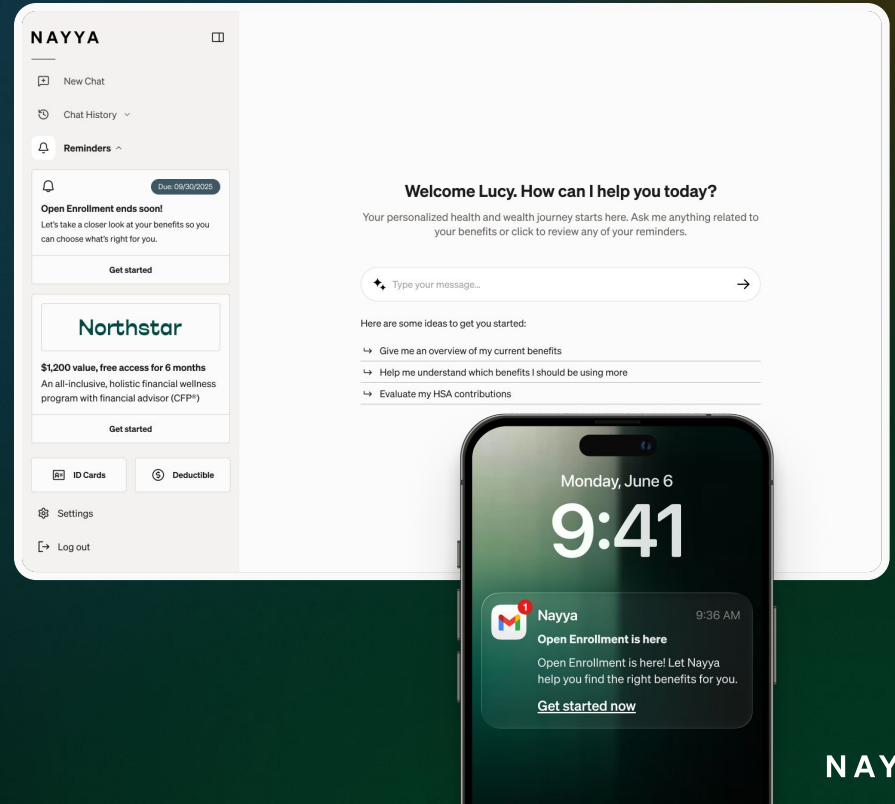 NAYYA
New Chat
Chat History
Reminders
Due: 09/30/2025
Open Enrollment ends soon!
Let's take a closer look at your benefits so you
can choose what's right for you.
Get started
Northstar
$1,200 value, free access for 6 months
An all-inclusive, holistic financial wellness
program with financial advisor (CFP®)
Get started
ID Cards
Deductible
Settings
Log out
Welcome Lucy. How can I help you today?
Your personalized health and wealth journey starts here. Ask me anything related to
your benefits or click to review any of your reminders.
Type your message...
Here are some ideas to get you started:
Give me an overview of my current benefits
Help me understand which benefits I should be using more
Evaluate my HSA contributions
Monday, June 6
9:41
1
Nayya
9:36 AM
Open Enrollment is here
Open Enrollment is here! Let Nayya
help you find the right benefits for you.
Get started now
NAY